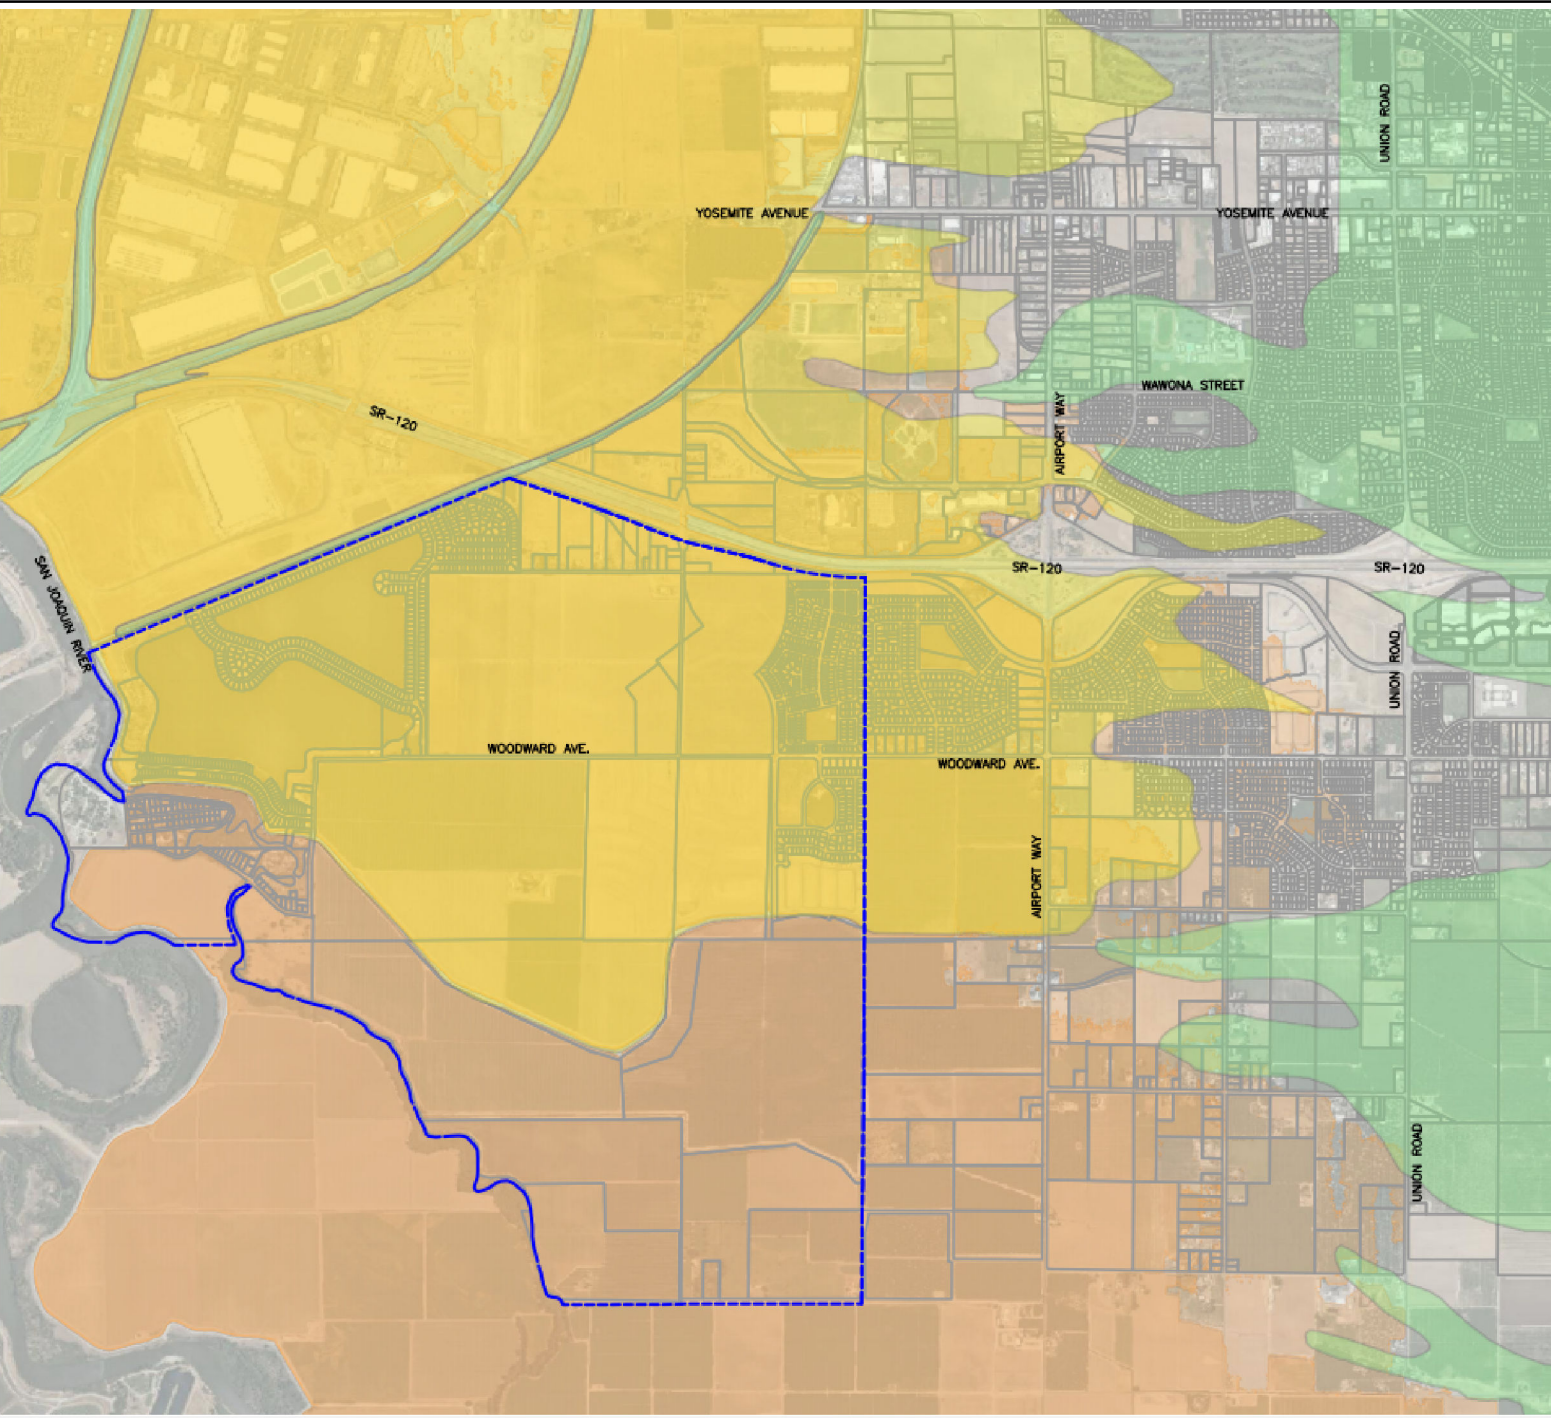 UNION ROAD
YOSEMITE AVENUE
YOSEMITE AVENUE
WAWONA STREET
SR-120
AIRPORT WAY
SAN JOAQUIN RIVER
SR-120
SR-120
UNION ROAD
WOODWARD AVE.
WOODWARD AVE.
AIRPORT WAY
UNION ROAD